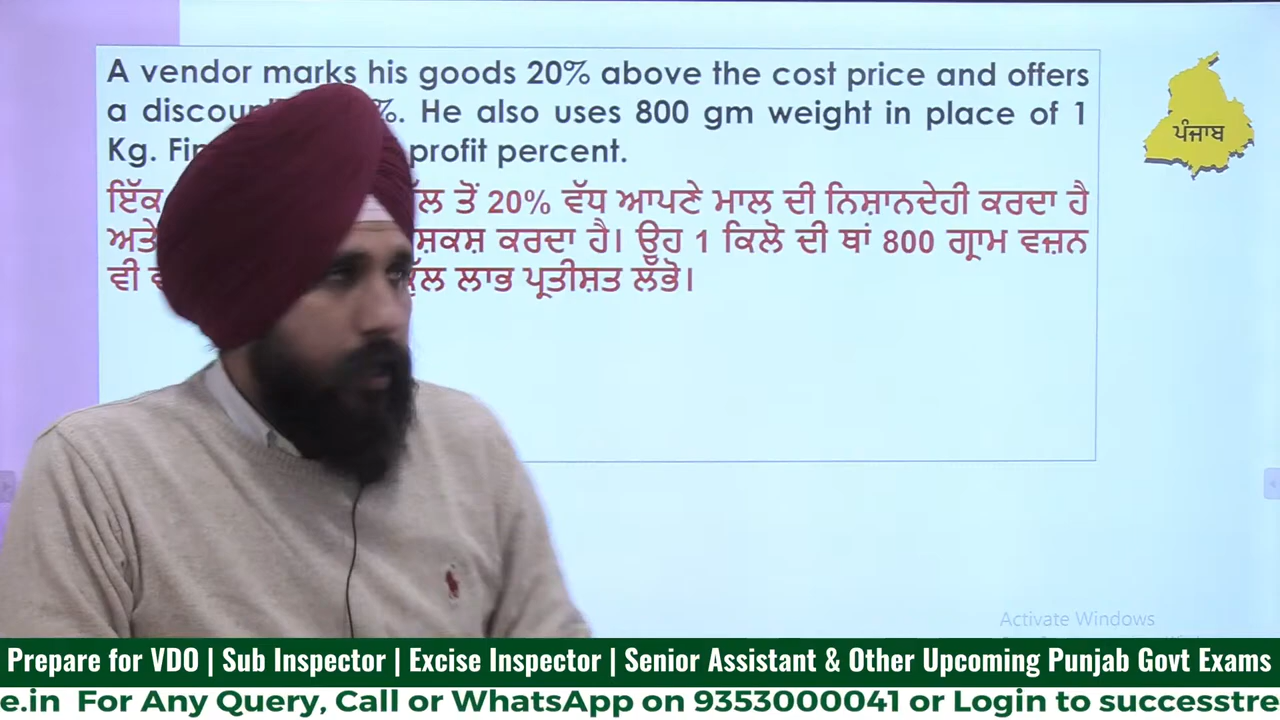 A vendor marks his goods 20% above the cost price and offers
a discou %. He also uses 800 gm weight in place of 1
Kg. profit percent.
ਇੱਕ ਤੋਂ 20% ਵੱਧ ਆਪਣੇ ਮਾਲ ਦੀ ਨਿਸ਼ਾਨਦੇਹੀ ਕਰਦਾ ਹੈ
ਅਤੇ ਕਰਦਾ ਹੈ। ਉਹ 1 ਕਿਲੋ ਦੀ ਥਾਂ 800 ਗ੍ਰਾਮ ਵਜ਼ਨ
ਵੀ ਲਾਭ ਪ੍ਰਤੀਸ਼ਤ ਲੱਭੋ।
ਪੰਜਾਬ
Activate Windows
Prepare for VDO | Sub Inspector | Excise Inspector | Senior Assistant & Other Upcoming Punjab Govt Exams
e.in For Any Query, Call or WhatsApp on 9353000041 or Login to successtre